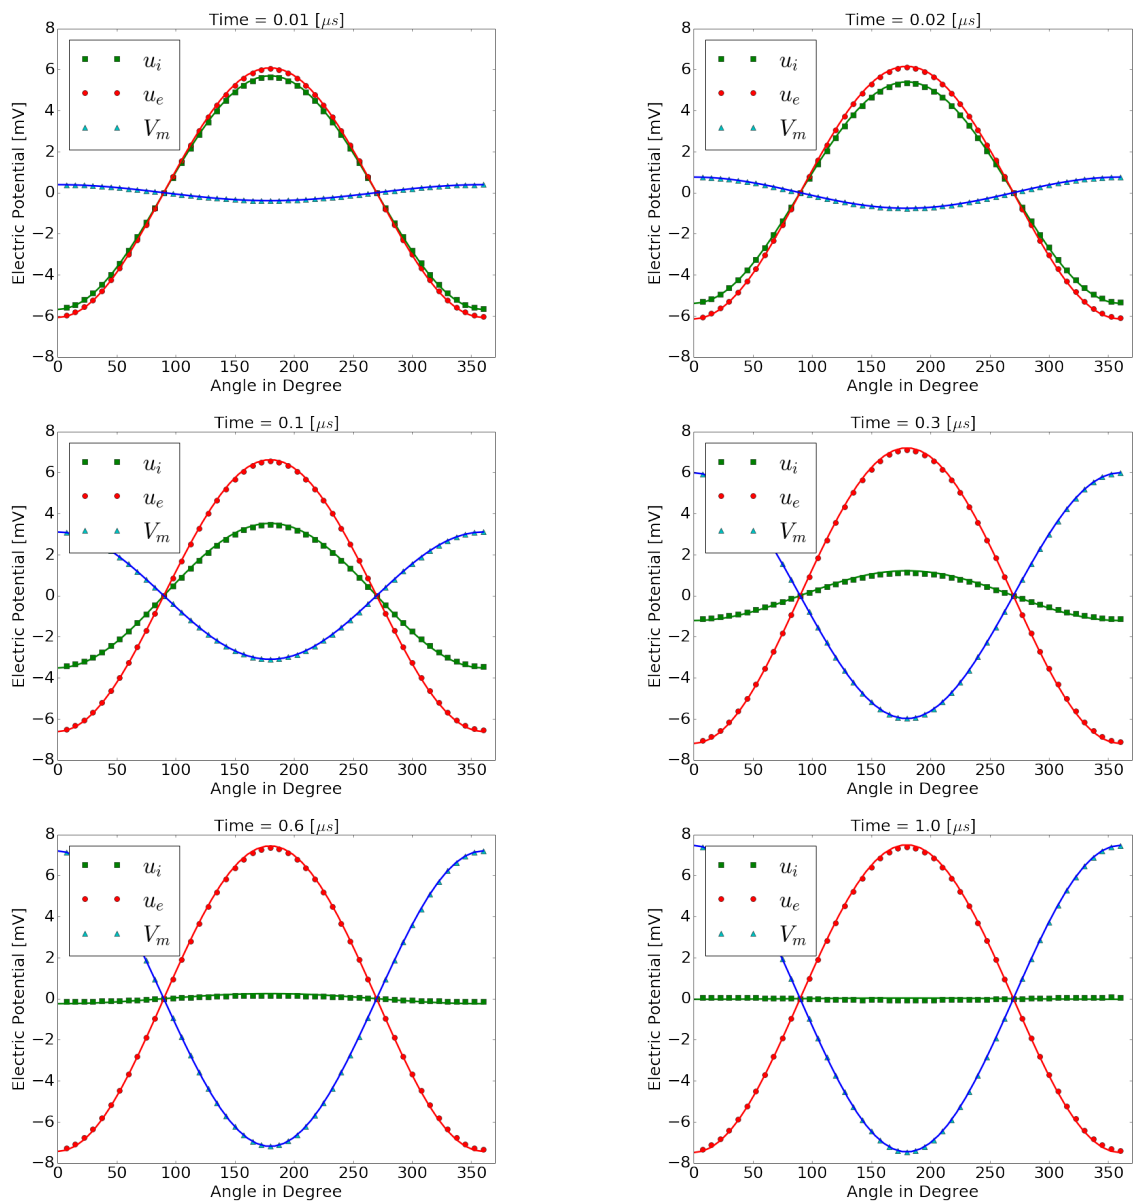 Time = 0.01 [μs]
8
6
4
2
0
−2
−4
−6
−8
Electric Potential [mV]
u_i
u_e
V_m
0 50 100 150 200 250 300 350
Angle in Degree
Time = 0.02 [μs]
8
6
4
2
0
−2
−4
−6
−8
Electric Potential [mV]
u_i
u_e
V_m
0 50 100 150 200 250 300 350
Angle in Degree
Time = 0.1 [μs]
8
6
4
2
0
−2
−4
−6
−8
Electric Potential [mV]
u_i
u_e
V_m
0 50 100 150 200 250 300 350
Angle in Degree
Time = 0.3 [μs]
8
6
4
2
0
−2
−4
−6
−8
Electric Potential [mV]
u_i
u_e
V_m
0 50 100 150 200 250 300 350
Angle in Degree
Time = 0.6 [μs]
8
6
4
2
0
−2
−4
−6
−8
Electric Potential [mV]
u_i
u_e
V_m
0 50 100 150 200 250 300 350
Angle in Degree
Time = 1.0 [μs]
8
6
4
2
0
−2
−4
−6
−8
Electric Potential [mV]
u_i
u_e
V_m
0 50 100 150 200 250 300 350
Angle in Degree